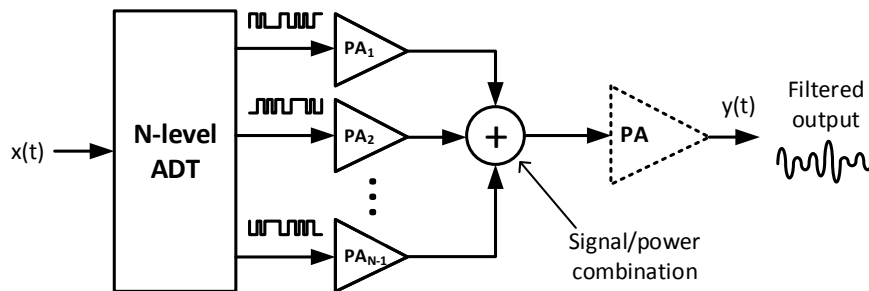 x(t)
N-level
ADT
PA1
PA2
PAN-1
+
PA
y(t)
Filtered
output
Signal/power
combination